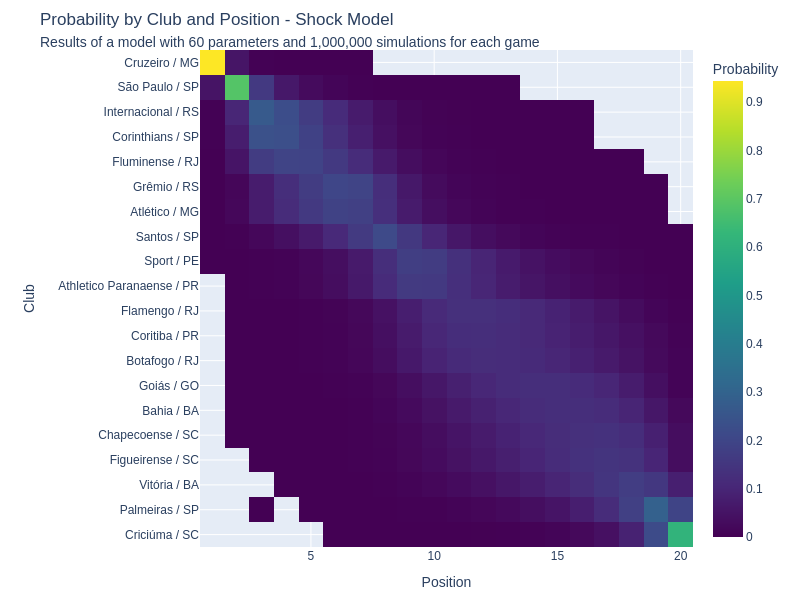 Probability by Club and Position - Shock Model
Results of a model with 60 parameters and 1,000,000 simulations for each game
Cruzeiro / MG
São Paulo / SP
Internacional / RS
Corinthians / SP
Fluminense / RJ
Grêmio / RS
Atlético / MG
Santos / SP
Sport / PE
Athletico Paranaense / PR
Flamengo / RJ
Coritiba / PR
Botafogo / RJ
Goiás / GO
Bahia / BA
Chapecoense / SC
Figueirense / SC
Vitória / BA
Palmeiras / SP
Criciúma / SC
Club
5
10
15
20
Position
Probability
0.9
0.8
0.7
0.6
0.5
0.4
0.3
0.2
0.1
0